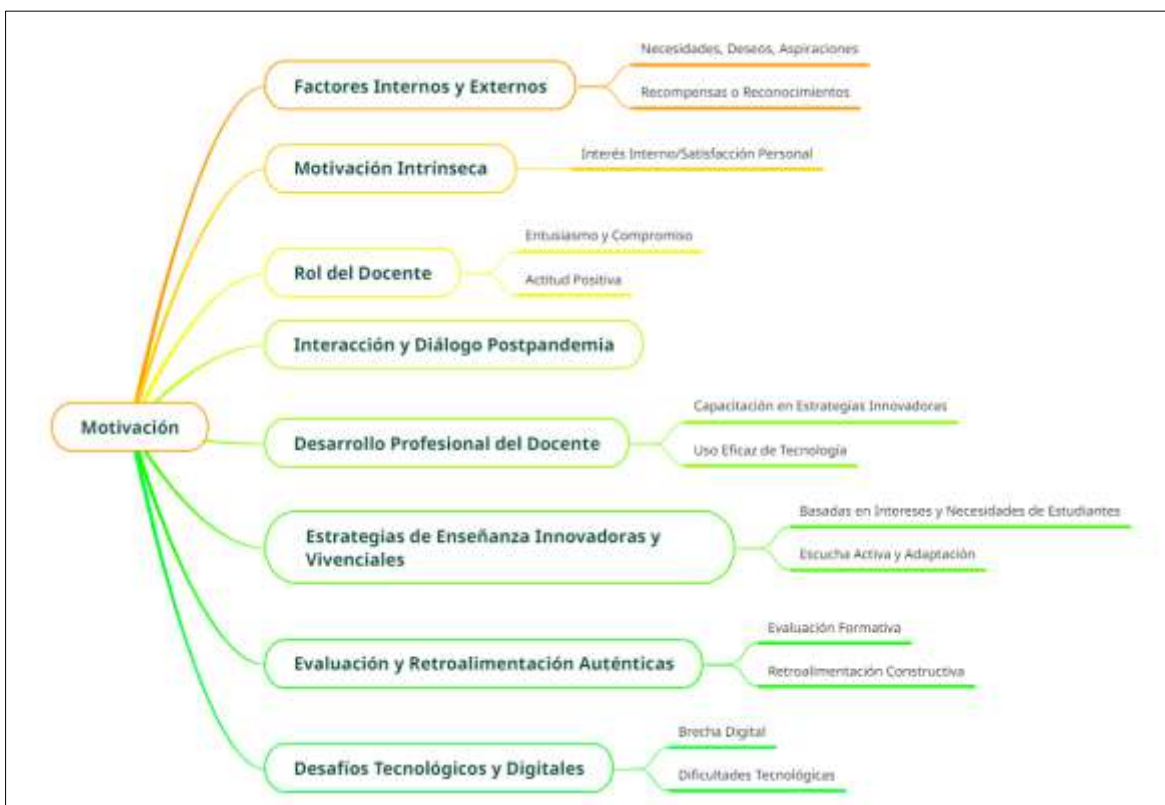 Motivación
Factores Internos y Externos
Necesidades, Deseos, Aspiraciones
Recompensas o Reconocimientos
Motivación Intrínseca
Interés Interno/Satisfacción Personal
Rol del Docente
Entusiasmo y Compromiso
Actitud Positiva
Interacción y Diálogo Postpandemia
Desarrollo Profesional del Docente
Capacitación en Estrategias Innovadoras
Uso Eficaz de Tecnología
Estrategias de Enseñanza Innovadoras y
Vivenciales
Basadas en Intereses y Necesidades de Estudiantes
Escucha Activa y Adaptación
Evaluación y Retroalimentación Auténticas
Evaluación Formativa
Retroalimentación Constructiva
Desafíos Tecnológicos y Digitales
Brecha Digital
Dificultades Tecnológicas